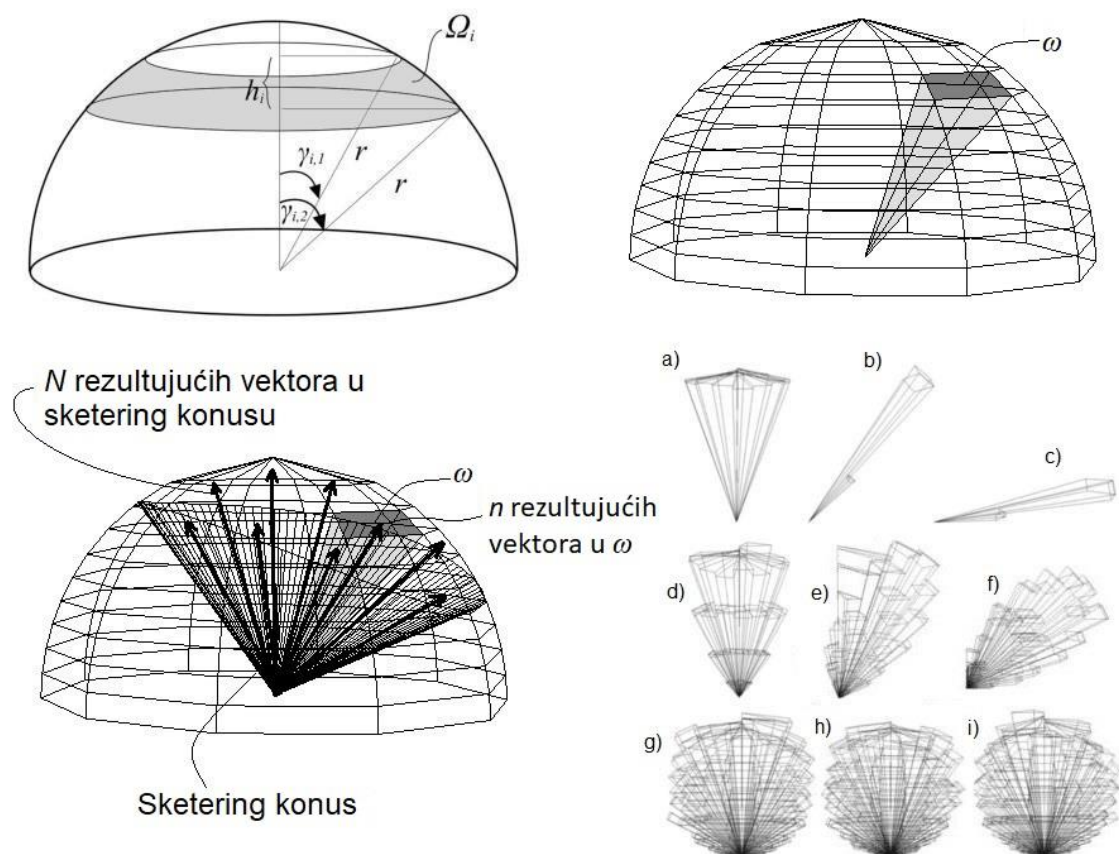 Ωᵢ
hᵢ
γᵢ,₁
r
γᵢ,₂
r
ω
N rezultujućih vektora u
sketering konusu
ω
n rezultujućih
vektora u ω
Sketering konus
a)
b)
c)
d)
e)
f)
g)
h)
i)